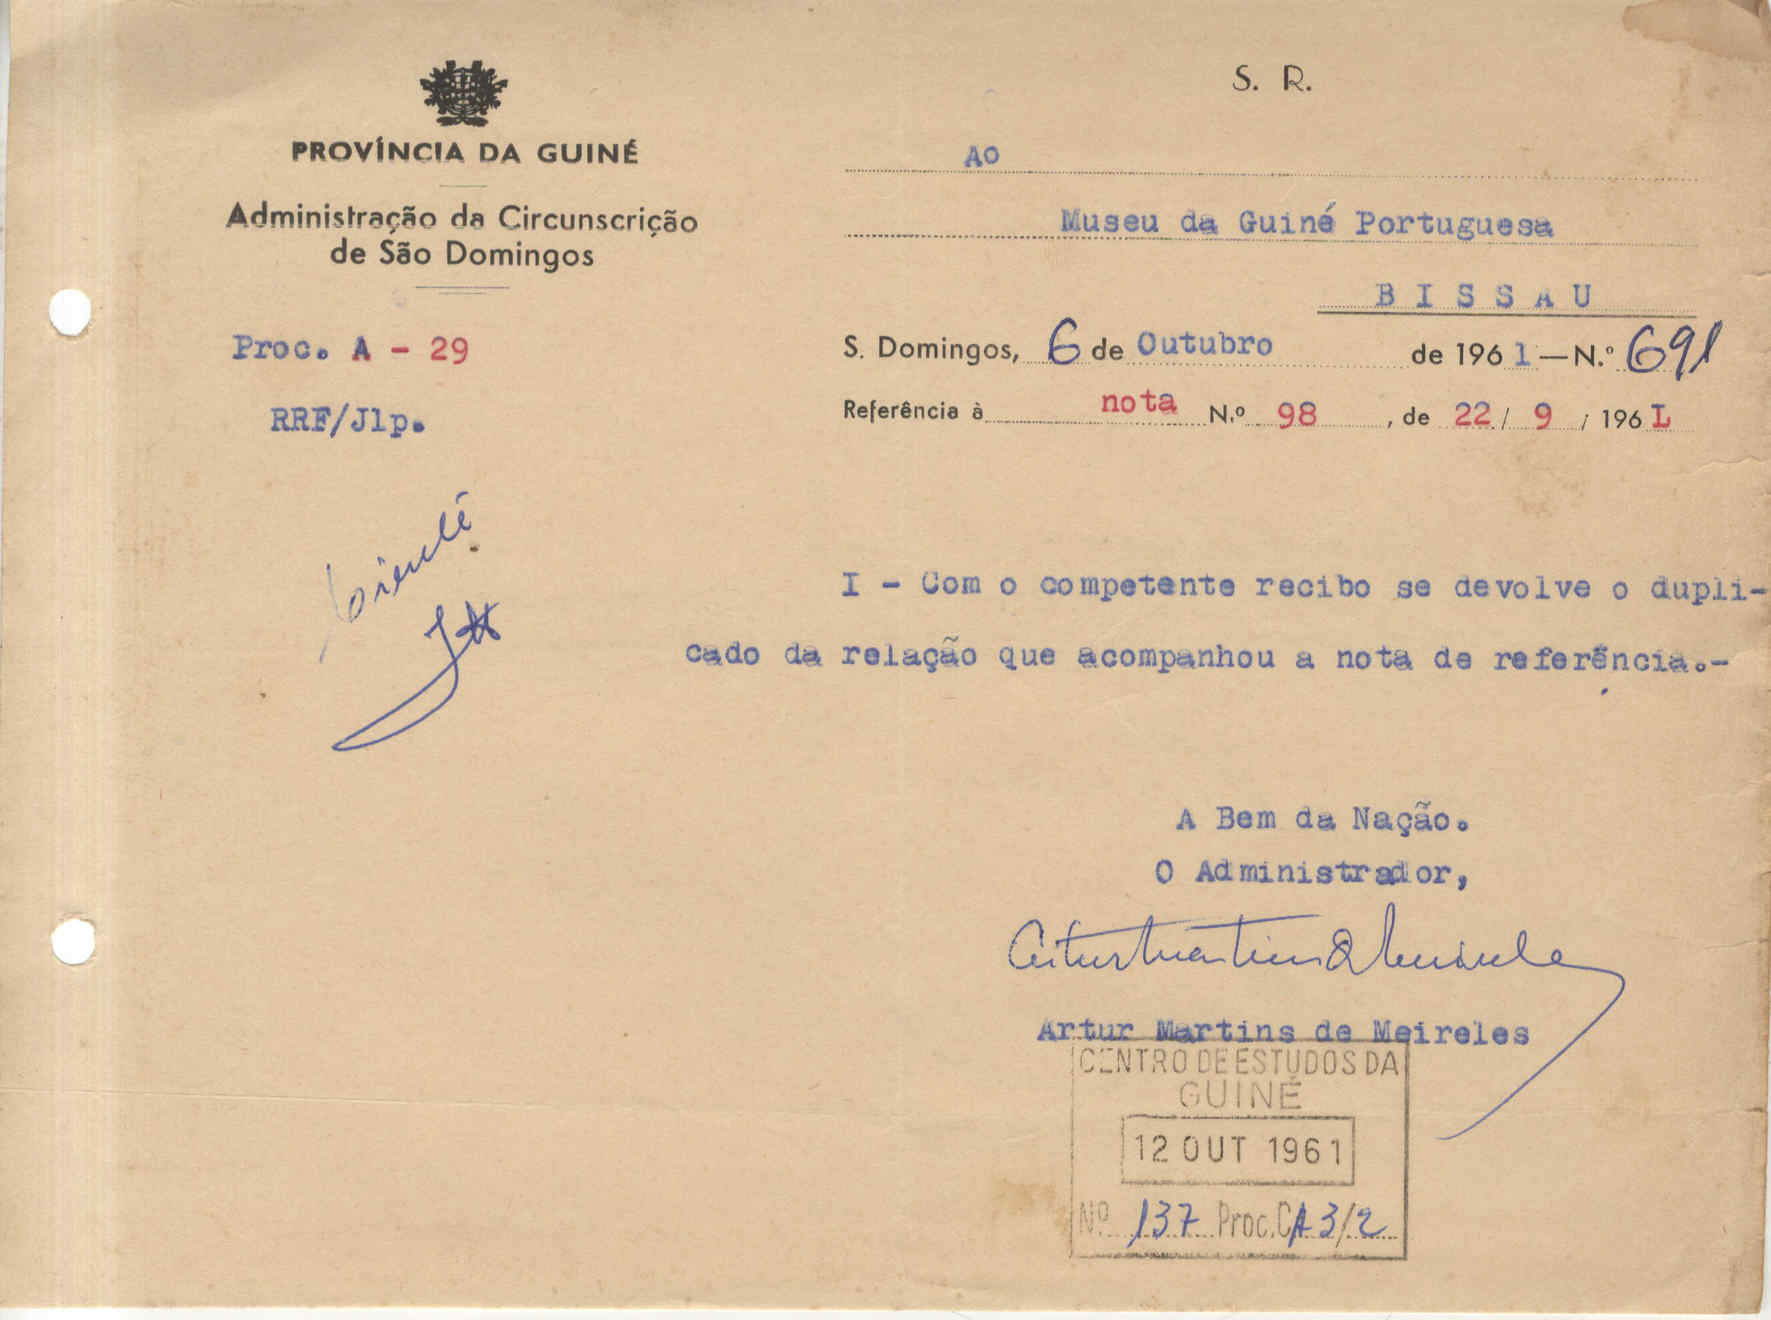 PROVÍNCIA DA GUINÉ
Administração da Circunscrição
de São Domingos
Proc. A - 29
RRF/Jlp.
S. R.
Ao
Museu da Guiné Portuguesa
B I S S A U
S. Domingos, 6 de Outubro de 1961 — N.º 691
Referência à nota N.º 98, de 22/ 9 / 196L
I - Com o competente recibo se devolve o dupli-
cado da relação que acompanhou a nota de referência.-
A Bem da Nação.
O Administrador,
Artur Martins de Meireles
CENTRO DE ESTUDOS DA
GUINÉ
12 OUT 1961
Nº 137 Proc. CA 3/2